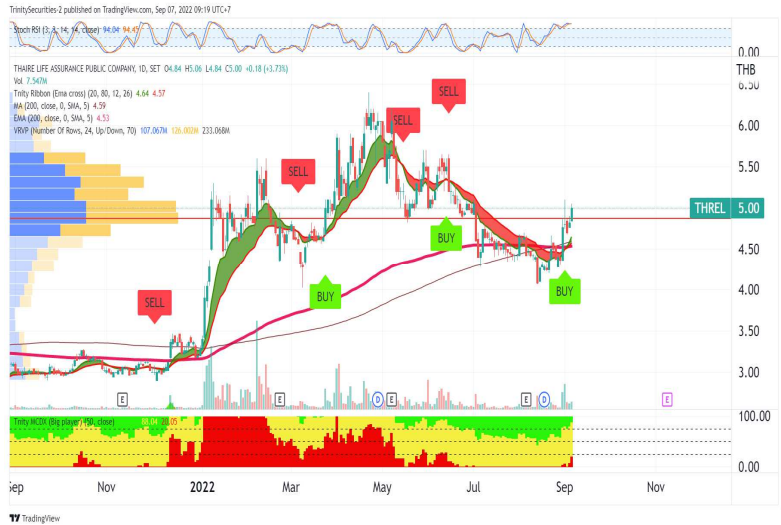 TrinitySecurities-2 published on TradingView.com, Sep 07, 2022 09:19 UTC+7
Stoch RSI (3, 3, 14, 14, close) 94.04 94.45
0.00
THAIRE LIFE ASSURANCE PUBLIC COMPANY, 1D, SET O4.84 H5.06 L4.84 C5.00 +0.18 (+3.73%)
THB
Vol 7.547M
6.50
Tnity Ribbon (Ema cross) (20, 80, 12, 26) 4.64 4.57
MA (200, close, 0, SMA, 5) 4.59
EMA (200, close, 0, SMA, 5) 4.53
VRVP (Number Of Rows, 24, Up/Down, 70) 107.067M 126.002M 233.068M
SELL
SELL
6.00
SELL
5.50
THREL 5.00
BUY
4.50
BUY
BUY
4.00
SELL
3.50
3.00
E
E
D
E
E
D
E
Tnity MCDX (Big player) (50, close) 20.05
100.00
0.00
Sep
Nov
2022
Mar
May
Jul
Sep
Nov
TradingView